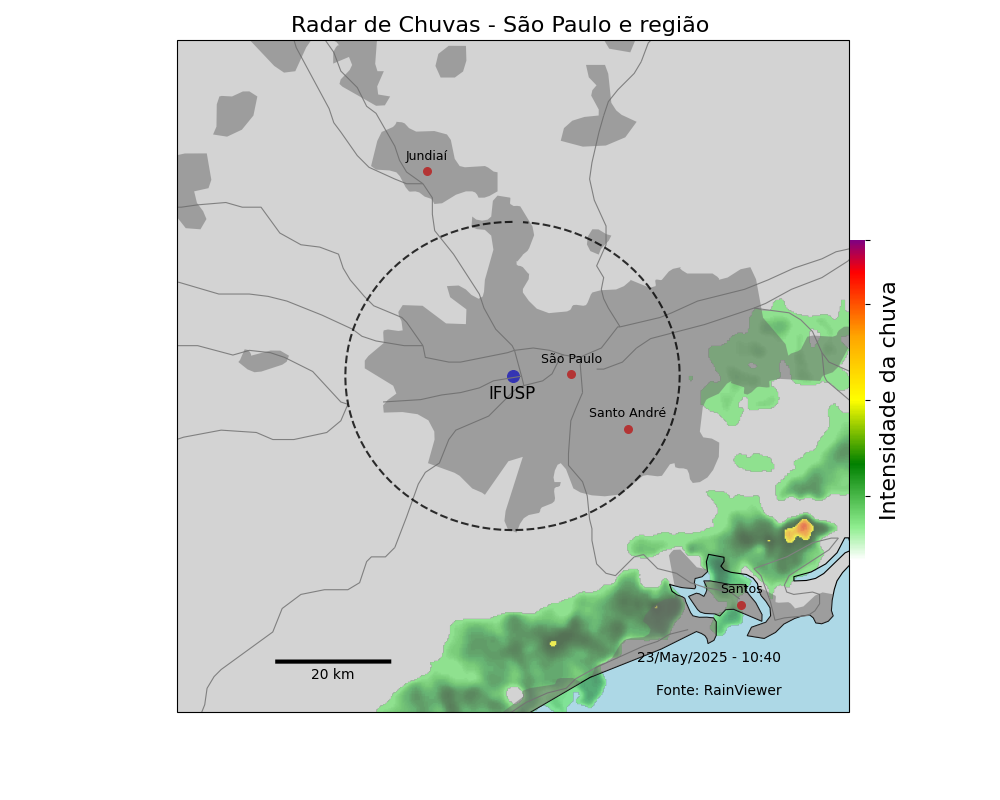 Radar de Chuvas - São Paulo e região
Jundiaí
São Paulo
IFUSP
Santo André
Intensidade da chuva
Santos
23/May/2025 - 10:40
20 km
Fonte: RainViewer